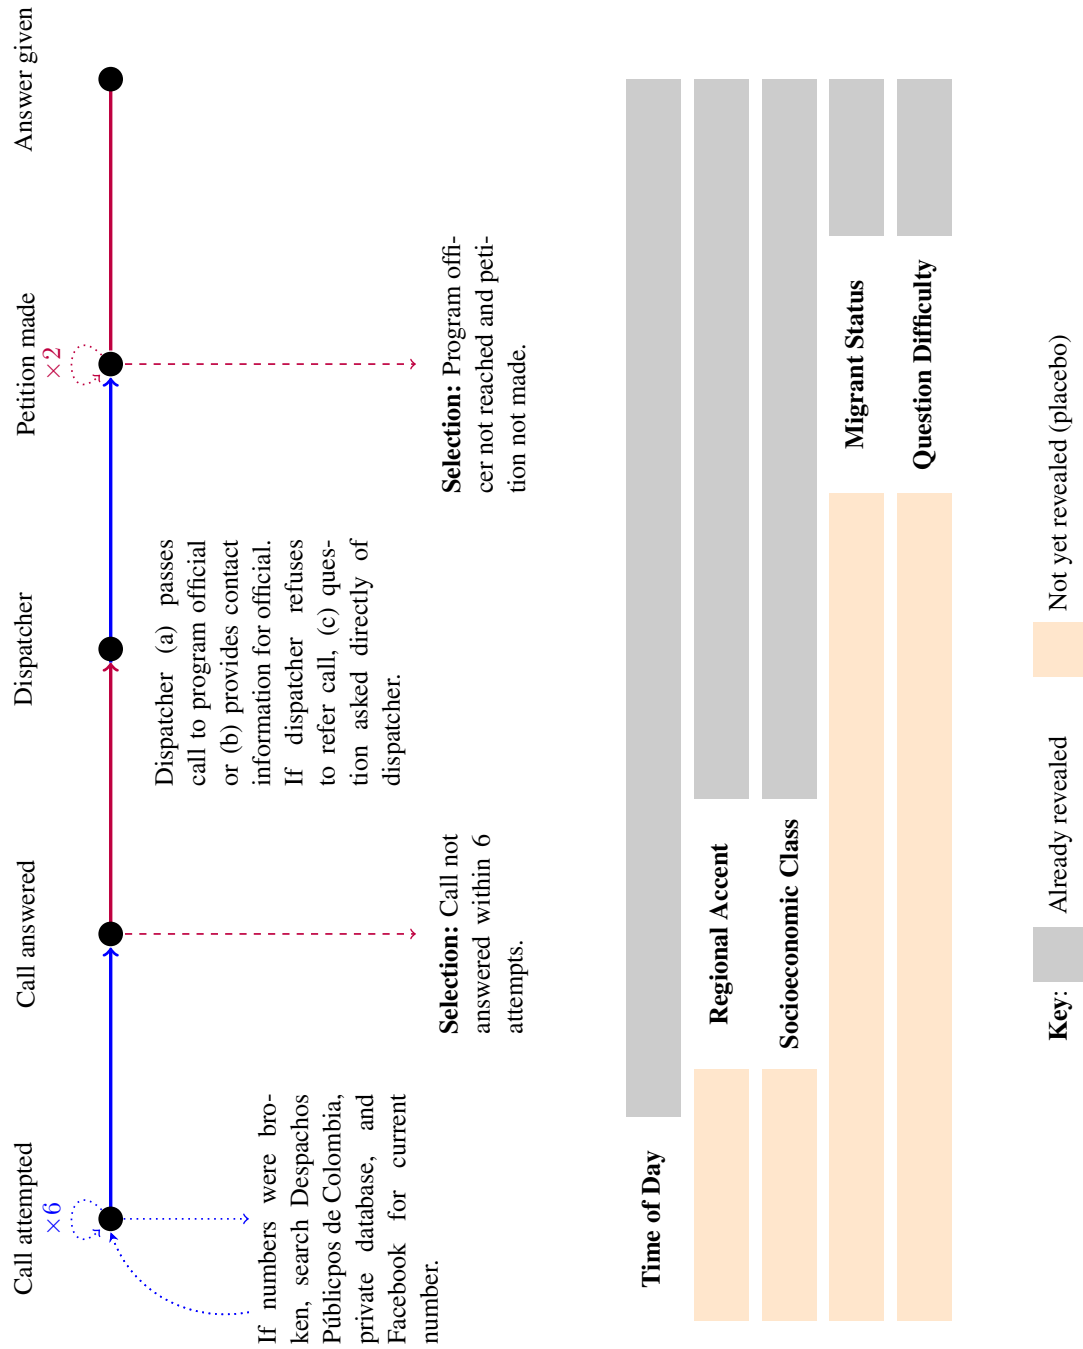 Call attempted
Call answered
Dispatcher
Petition made
Answer given
×6
×2
If numbers were bro-
ken, search Despachos
Públicpos de Colombia,
private database, and
Facebook for current
number.
Dispatcher (a) passes
call to program official
or (b) provides contact
information for official.
If dispatcher refuses
to refer call, (c) ques-
tion asked directly of
dispatcher.
Selection: Call not
answered within 6
attempts.
Selection: Program offi-
cer not reached and peti-
tion not made.
Time of Day
Regional Accent
Socioeconomic Class
Migrant Status
Question Difficulty
Key: Already revealed Not yet revealed (placebo)